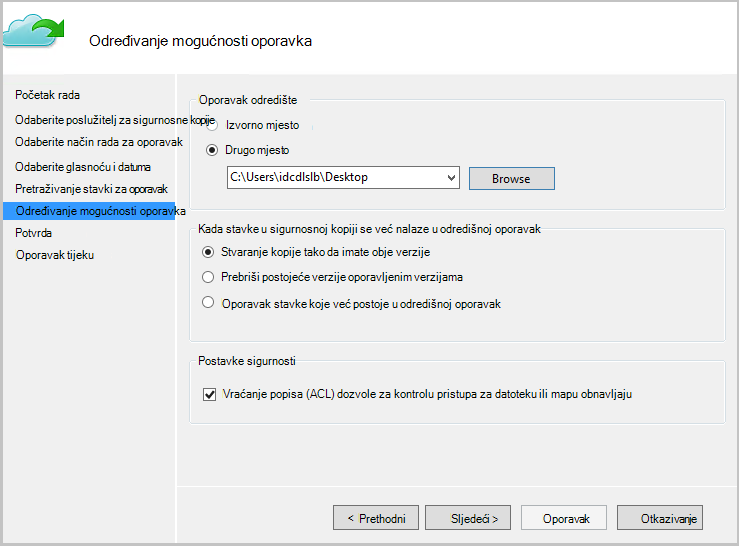 Određivanje mogućnosti oporavka
Početak rada
Odaberite poslužitelj za sigurnosne kopije
Odaberite način rada za oporavak
Odaberite glasnoću i datuma
Pretraživanje stavki za oporavak
Određivanje mogućnosti oporavka
Potvrda
Oporavak tijeku
Oporavak odredište
Izvorno mjesto
Drugo mjesto
C:\Users\idcdlslb\Desktop
Browse
Kada stavke u sigurnosnoj kopiji se već nalaze u odredišnoj oporavak
Stvaranje kopije tako da imate obje verzije
Prebriši postojeće verzije oporavljenim verzijama
Oporavak stavke koje već postoje u odredišnoj oporavak
Postavke sigurnosti
Vraćanje popisa (ACL) dozvole za kontrolu pristupa za datoteku ili mapu obnavljaju
< Prethodni
Sljedeći >
Oporavak
Otkazivanje